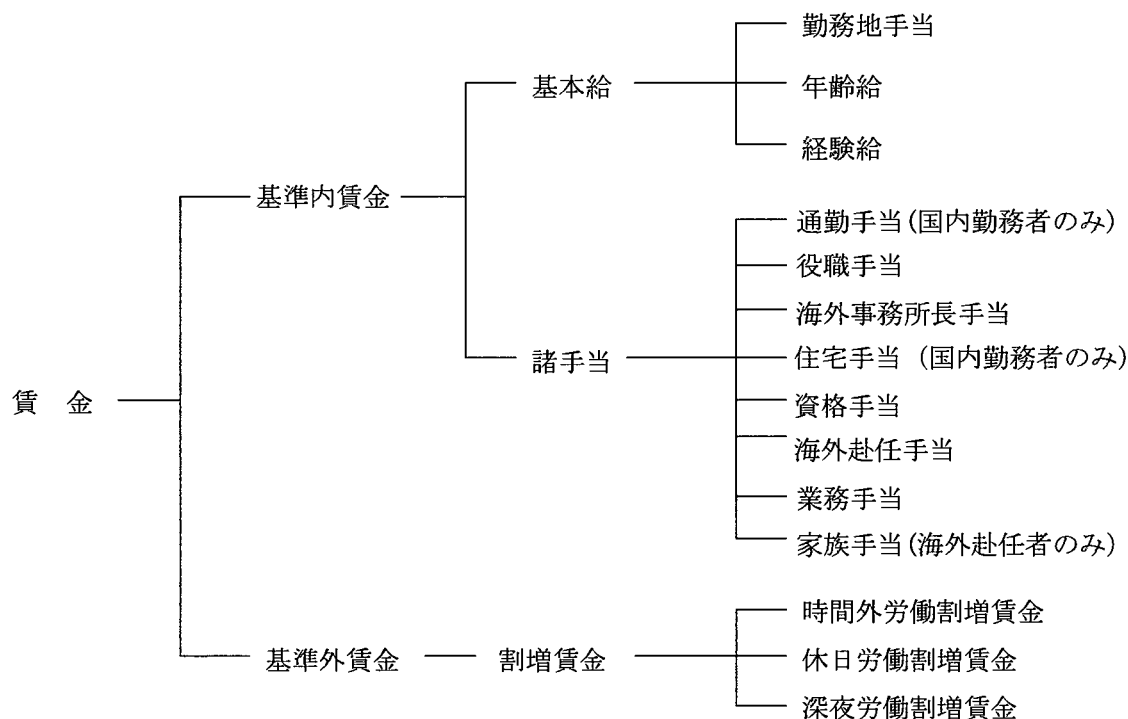 勤務地手当
基本給
年齢給
経験給
基準内賃金
通勤手当(国内勤務者のみ)
役職手当
海外事務所長手当
諸手当
住宅手当 (国内勤務者のみ)
賃 金
資格手当
海外赴任手当
業務手当
家族手当(海外赴任者のみ)
時間外労働割増賃金
基準外賃金
割増賃金
休日労働割増賃金
深夜労働割増賃金